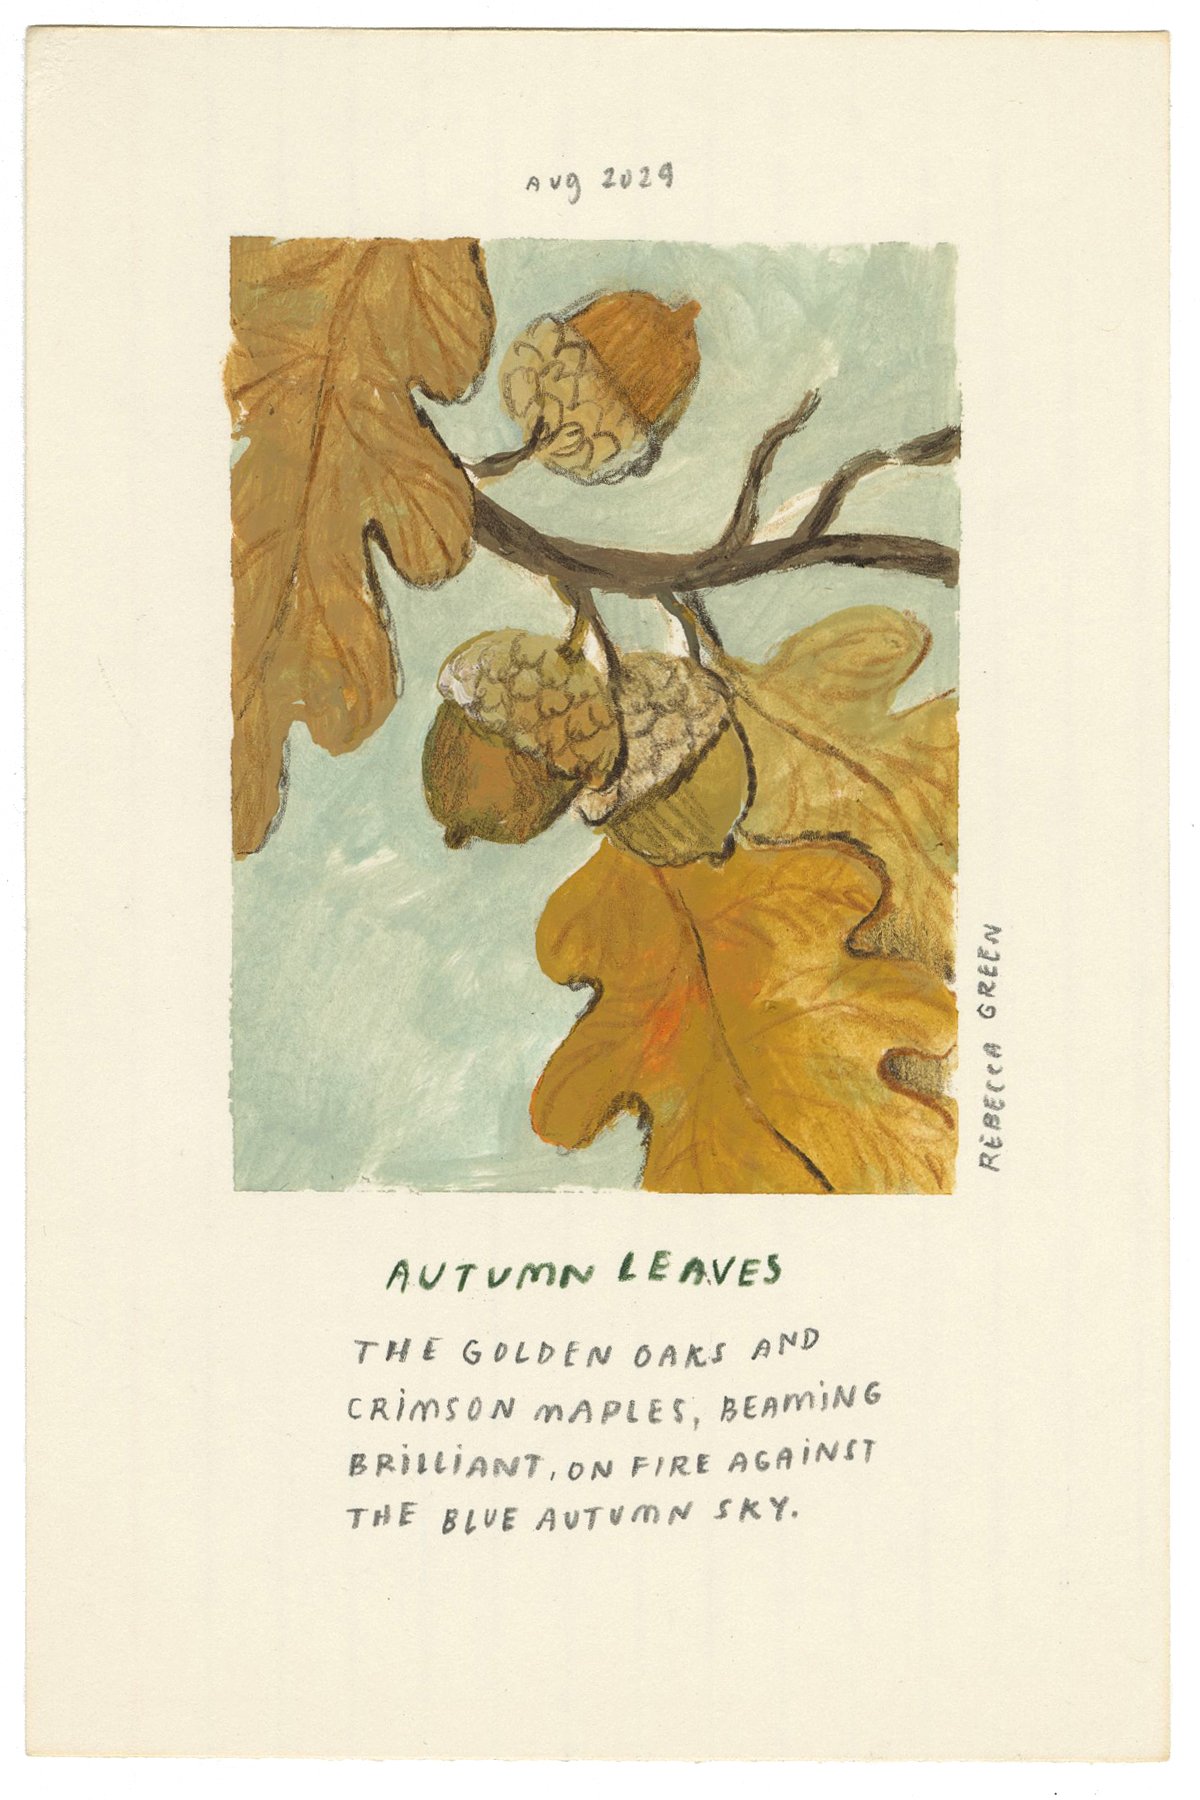 AUg 2029
REBECCA GREEN
AUTUMN LEAVES
THE GOLDEN OAKS AND
CRiMSON MAPLES, BEAMiNG
BRiLLiANT, ON FIRE AGAiNST
THE BLUE AUTUMN SKY.